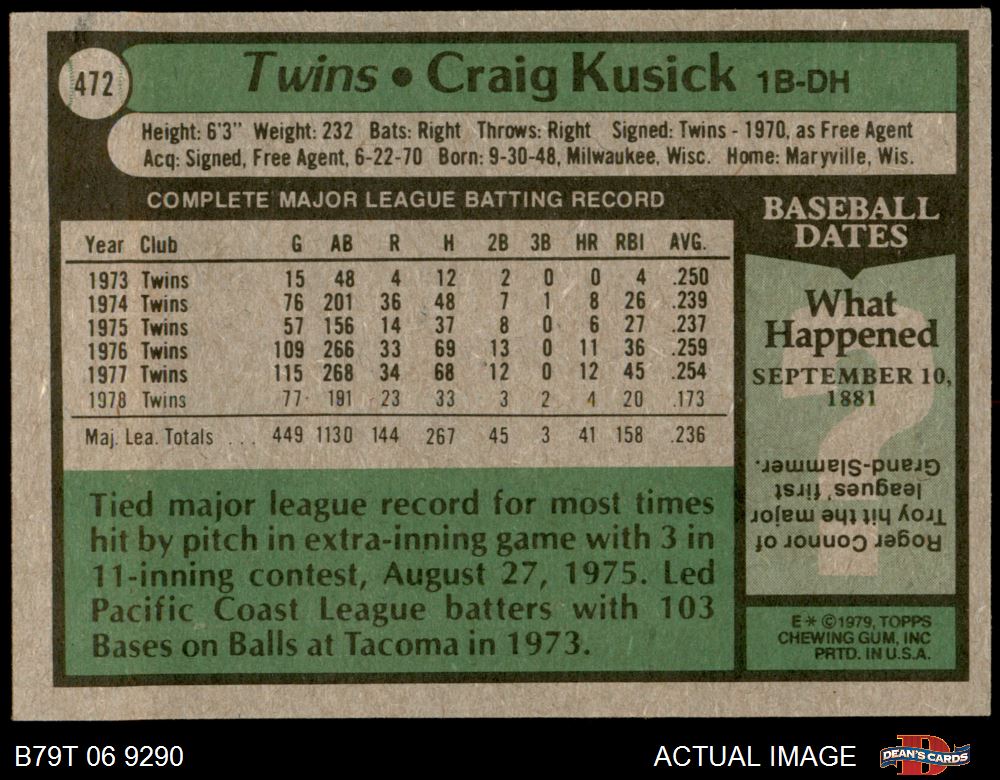 472
Twins • Craig Kusick 1B-DH
Height: 6'3" Weight: 232 Bats: Right Throws: Right Signed: Twins - 1970, as Free Agent
Acq: Signed, Free Agent, 6-22-70 Born: 9-30-48, Milwaukee, Wisc. Home: Maryville, Wis.
COMPLETE MAJOR LEAGUE BATTING RECORD
Year Club G AB R H 2B 3B HR RBI AVG.
1973 Twins 15 48 4 12 2 0 0 4 .250
1974 Twins 76 201 36 48 7 1 8 26 .239
1975 Twins 57 156 14 37 8 0 6 27 .237
1976 Twins 109 266 33 69 13 0 11 36 .259
1977 Twins 115 268 34 68 12 0 12 45 .254
1978 Twins 77 191 23 33 3 2 4 20 .173
Maj. Lea. Totals ... 449 1130 144 267 45 3 41 158 .236
Tied major league record for most times
hit by pitch in extra-inning game with 3 in
11-inning contest, August 27, 1975. Led
Pacific Coast League batters with 103
Bases on Balls at Tacoma in 1973.
BASEBALL
DATES
What
Happened
SEPTEMBER 10,
1881
?
Roger Connor of
Troy hit the major
leagues' first
Grand-Slammer.
E * ©1979, TOPPS
CHEWING GUM, INC
PRTD. IN U.S.A.
B79T 06 9290
ACTUAL IMAGE
D
DEAN'S CARDS